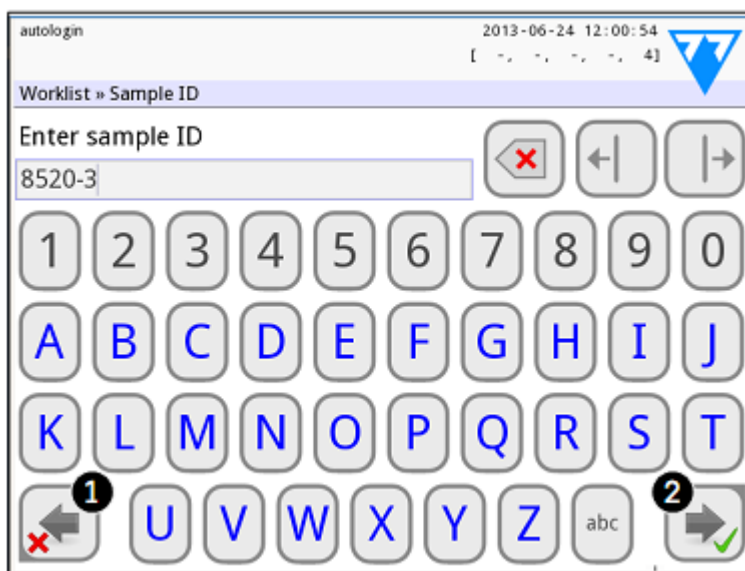 autologin
2013-06-24 12:00:54
[ -, -, -, -, 4]
Worklist » Sample ID
Enter sample ID
8520-3
1 2 3 4 5 6 7 8 9 0
A B C D E F G H I J
K L M N O P Q R S T
1 U V W X Y Z abc 2